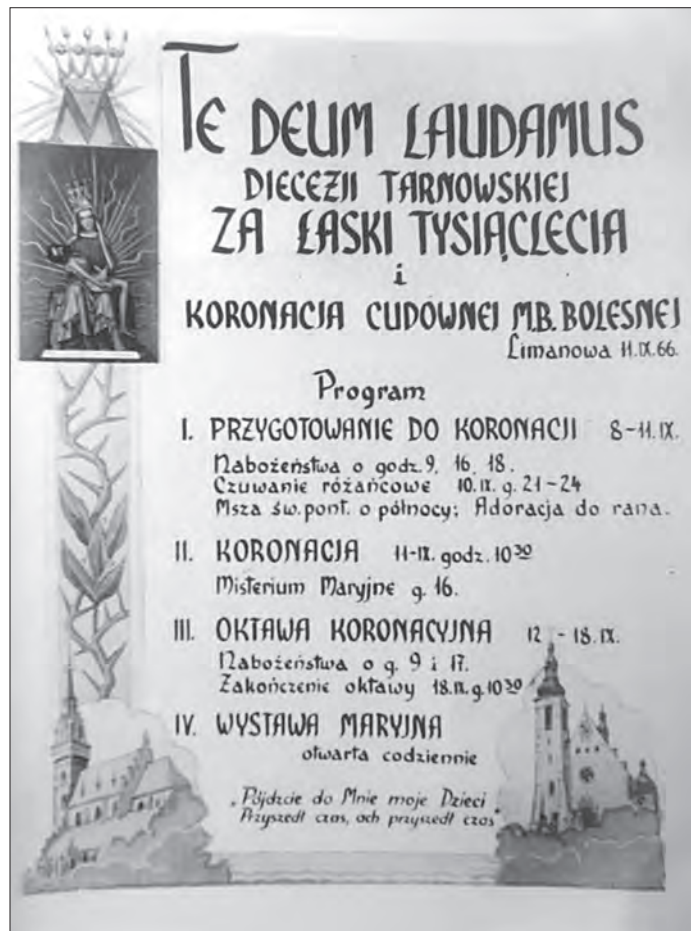 TE DEUM LAUDAMUS
DIECEZJI TARNOWSKIEJ
ZA ŁASKI TYSIĄCLECIA
i
KORONACJA CUDOWNEJ M.B. BOLESNEJ
Limanowa 11.IX.66.
Program
I. PRZYGOTOWANIE DO KORONACJI 8-11.IX.
Nabożeństwa o godz. 9, 16, 18.
Czuwanie różańcowe 10.IX. g. 21-24
Msza św. pont. o północy; Adoracja do rana.
II. KORONACJA 11-IX. godz. 10³⁰
Misterium Maryjne g. 16.
III. OKTAWA KORONACYJNA 12 - 18.IX.
Nabożeństwa o g. 9 i 17.
Zakończenie oktawy 18.IX. g. 10³⁰
IV. WYSTAWA MARYJNA
otwarta codziennie
„Pójdzcie do Mnie moje Dzieci
Przyszedł czas, och przyszedł czas"